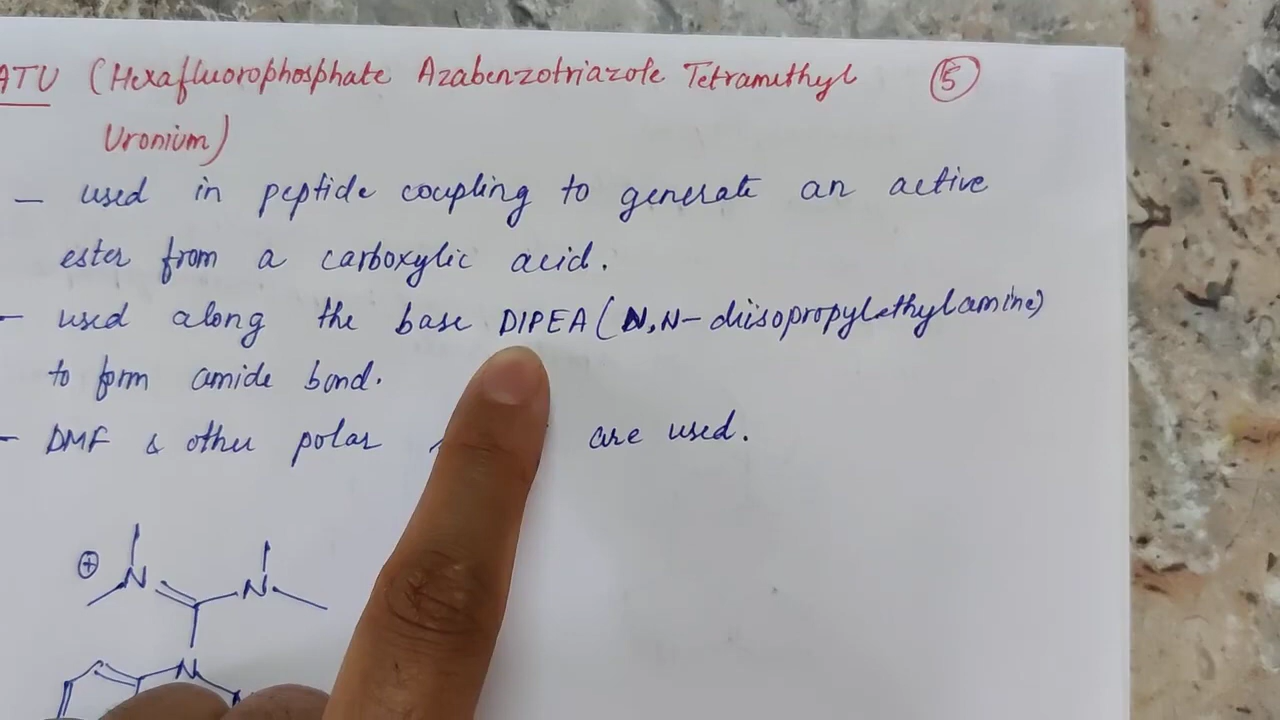 ATU (Hexafluorophosphate Azabenzotriazole Tetramethyl ⑤
Uronium)
- used in peptide coupling to generate an active
ester from a carboxylic acid.
- used along the base DIPEA (N,N-diisopropylethylamine)
to form amide bond.
- DMF & other polar are used.
⊕
N N
N